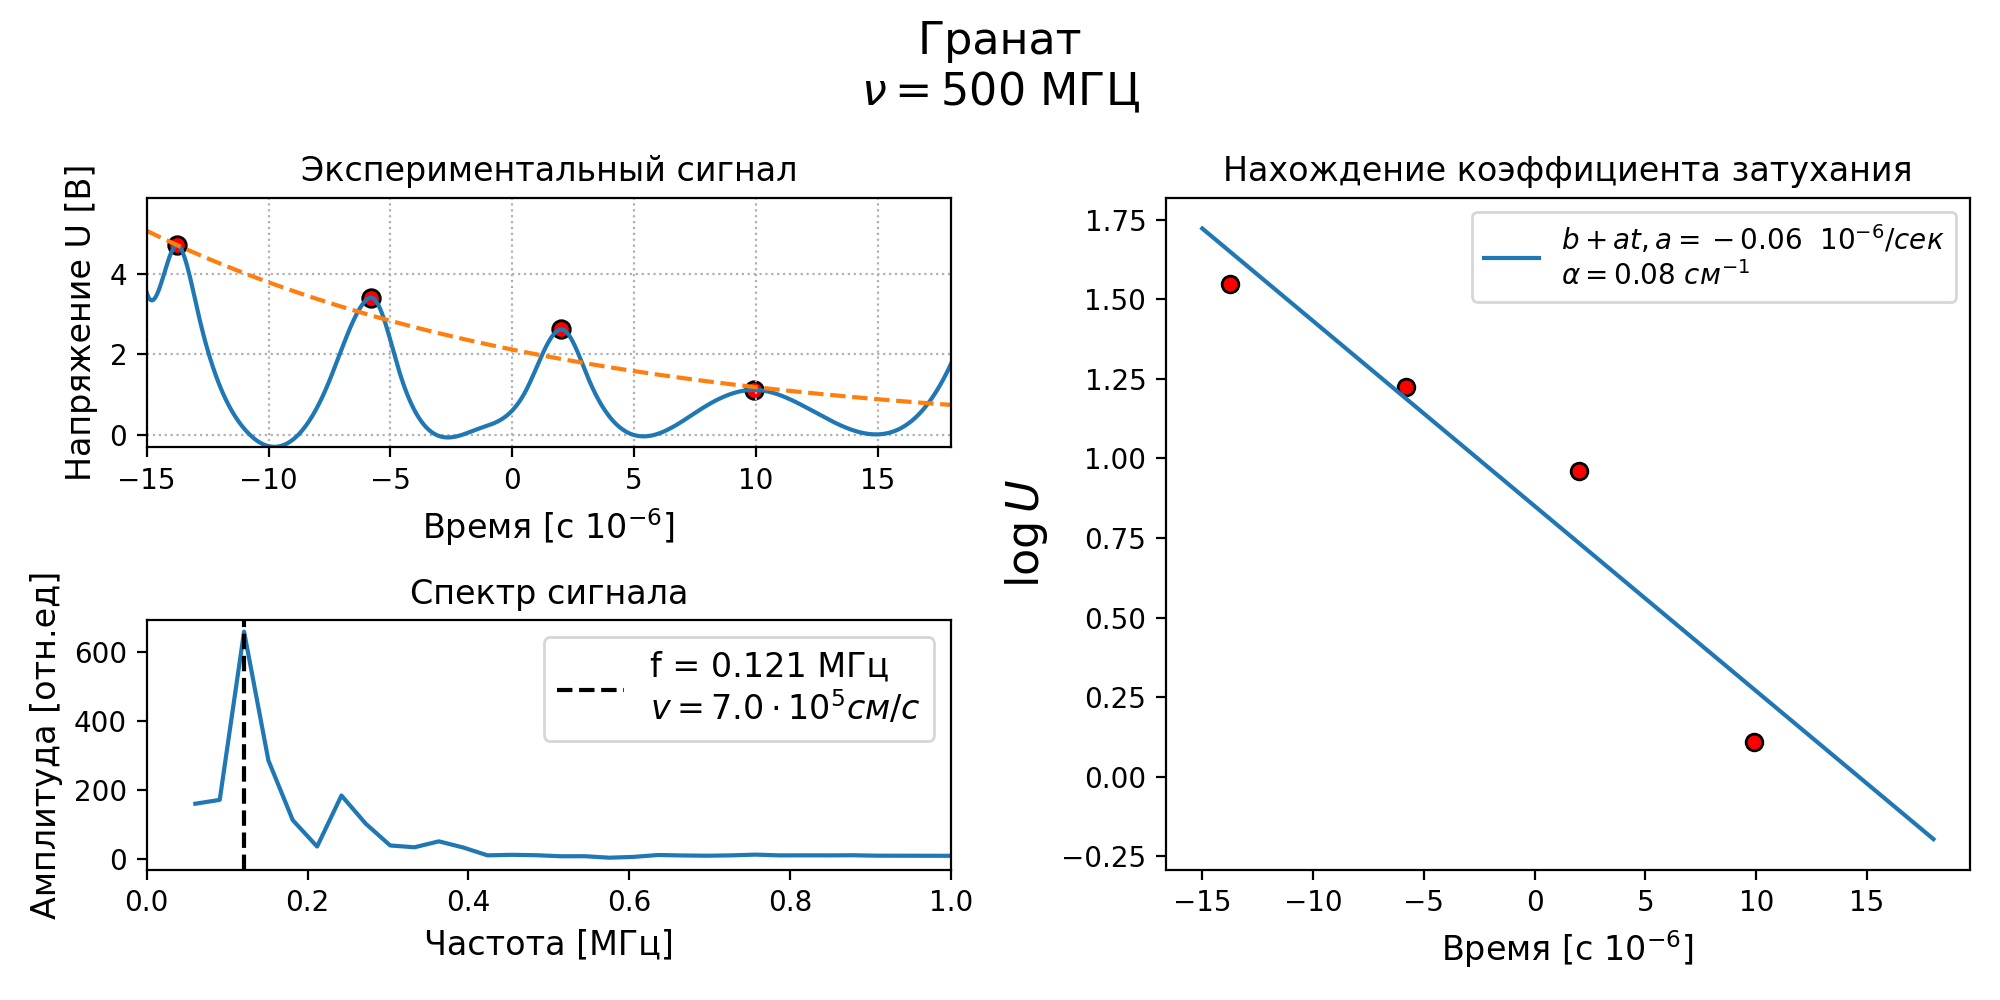 Гранат
ν = 500 МГЦ
Экспериментальный сигнал
Напряжение U [В]
4
2
0
−15 −10 −5 0 5 10 15
Время [с 10⁻⁶]
Спектр сигнала
Амплитуда [отн.ед]
600
400
200
0
f = 0.121 МГц
v = 7.0 · 10⁵см/с
0.0 0.2 0.4 0.6 0.8 1.0
Частота [МГц]
Нахождение коэффициента затухания
log U
1.75
1.50
1.25
1.00
0.75
0.50
0.25
0.00
−0.25
b + at, a = −0.06 10⁻⁶/сек
α = 0.08 см⁻¹
−15 −10 −5 0 5 10 15
Время [с 10⁻⁶]